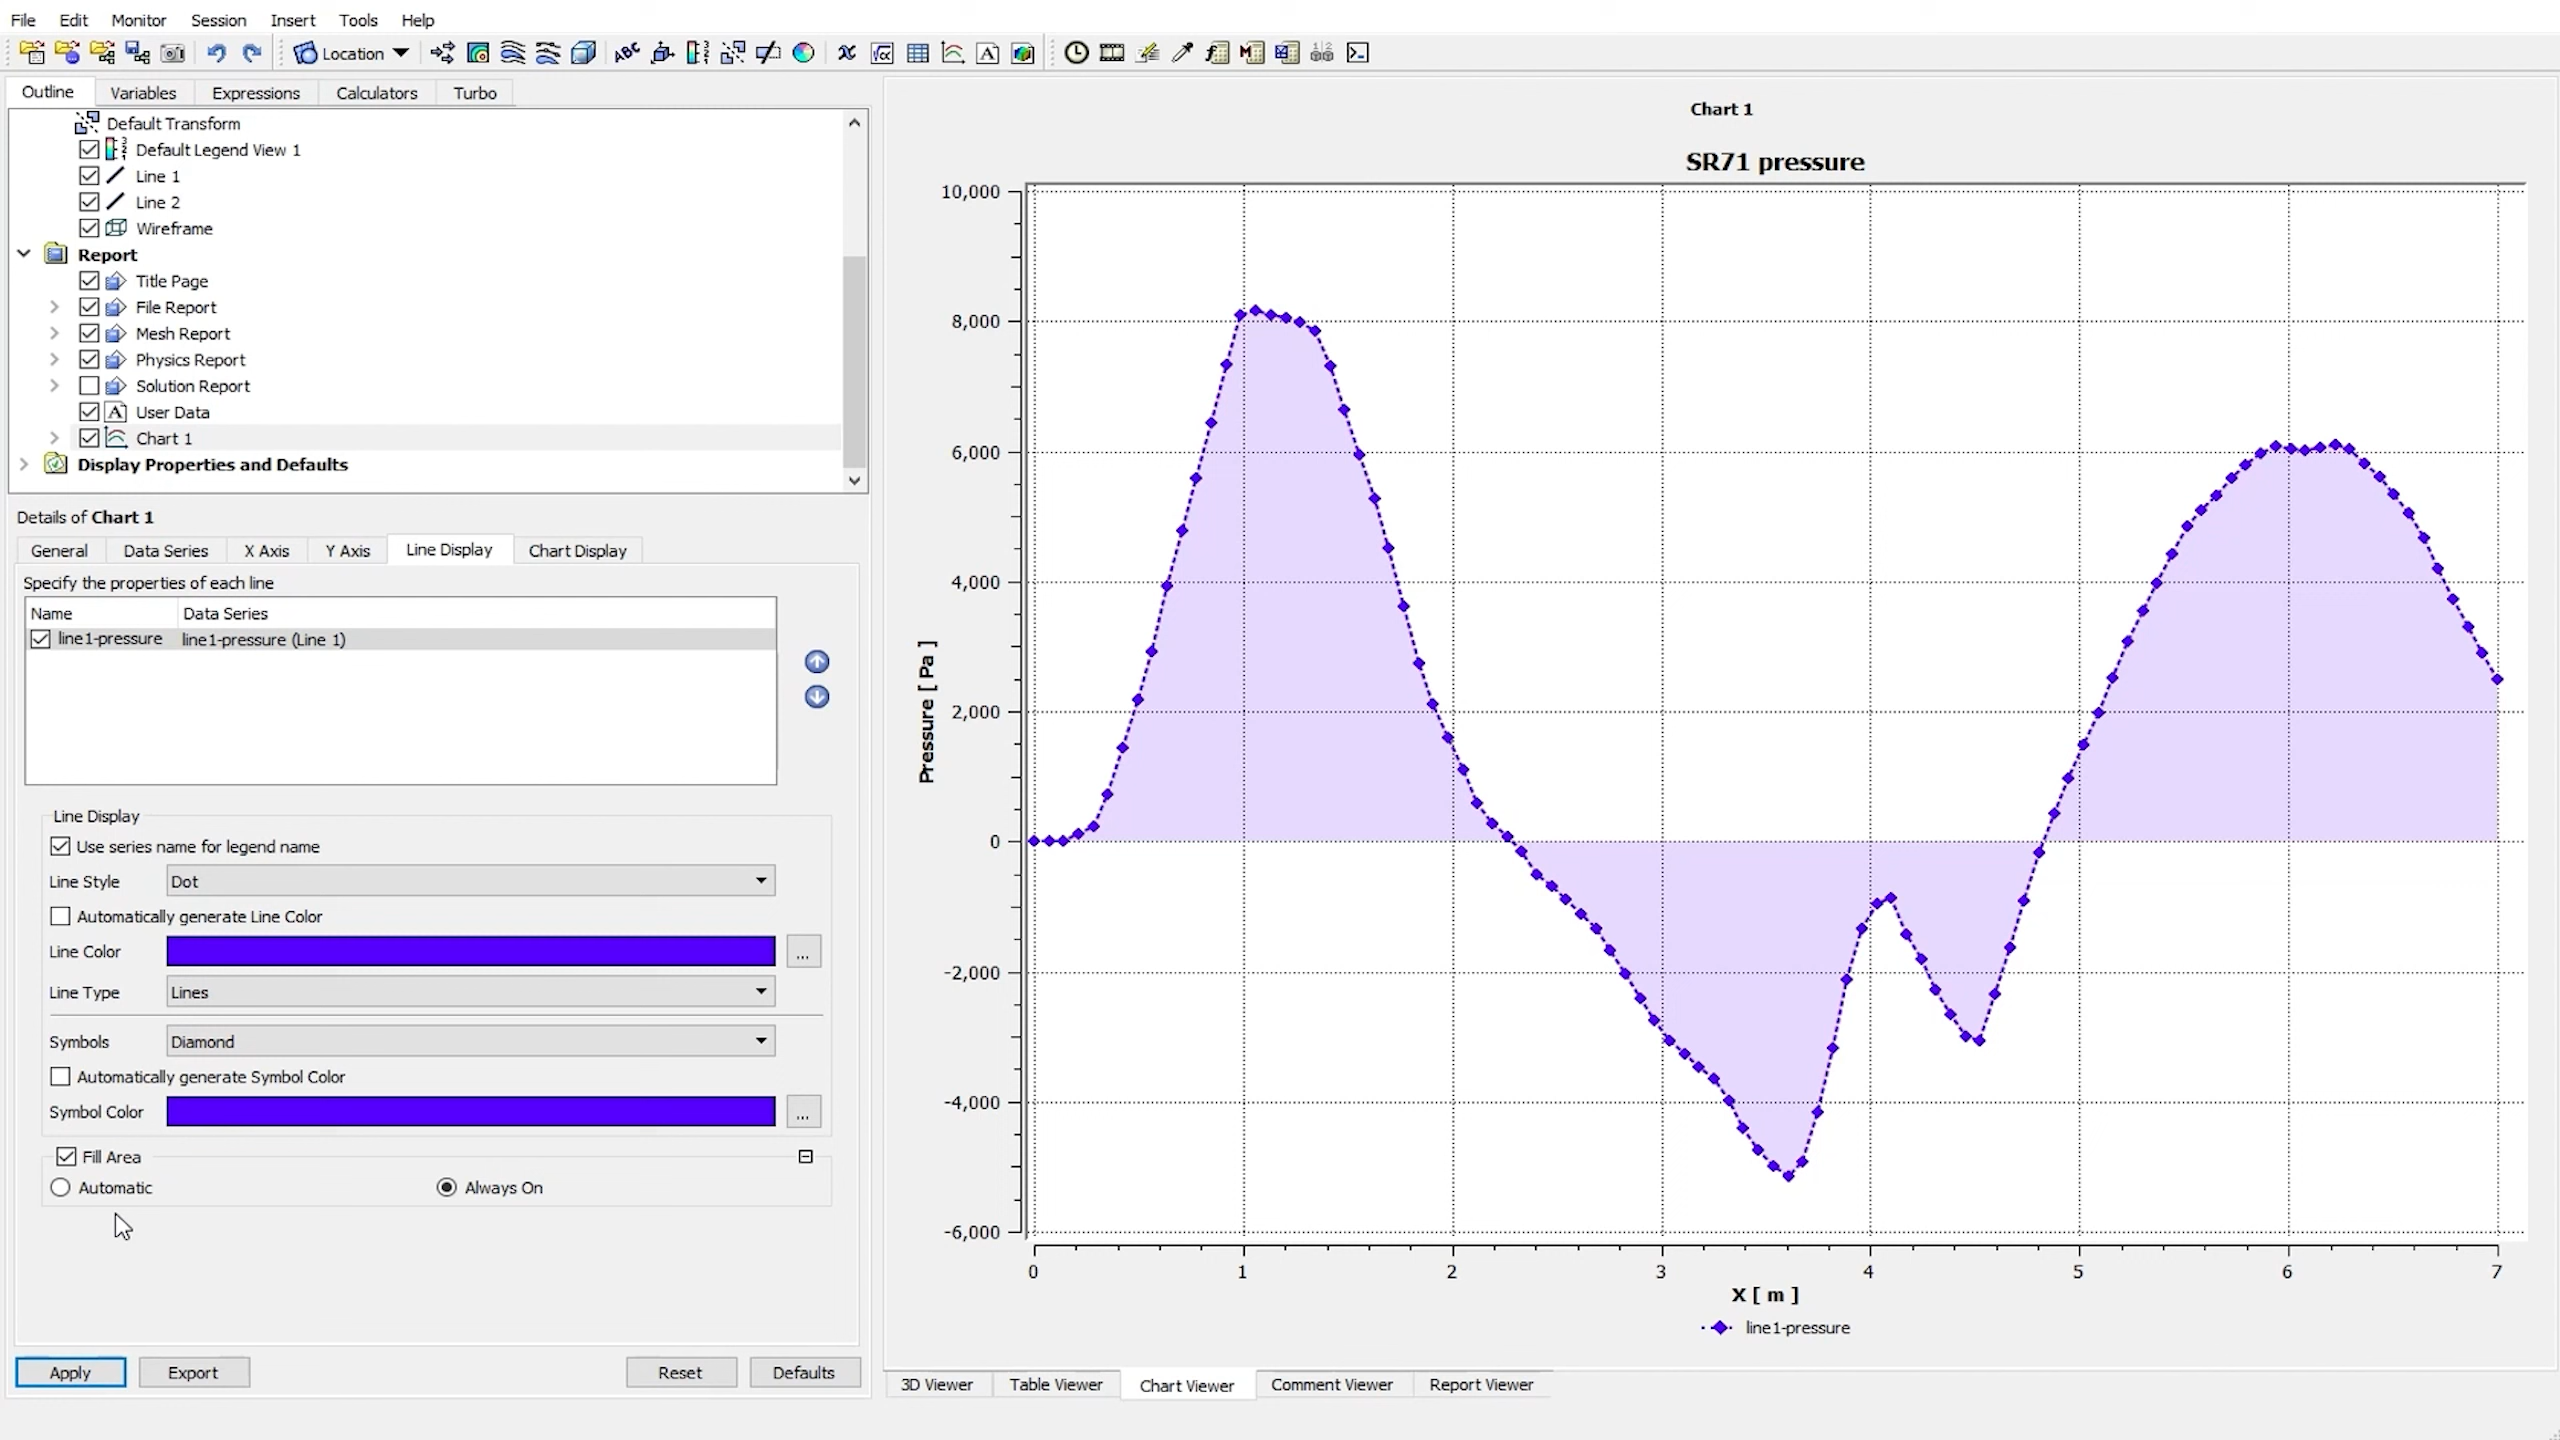 File Edit Monitor Session Insert Tools Help
Location
Outline Variables Expressions Calculators Turbo
Default Transform
Default Legend View 1
Line 1
Line 2
Wireframe
Report
Title Page
File Report
Mesh Report
Physics Report
Solution Report
User Data
Chart 1
Display Properties and Defaults
Details of Chart 1
General Data Series X Axis Y Axis Line Display Chart Display
Specify the properties of each line
Name Data Series
line1-pressure line1-pressure (Line 1)
Line Display
Use series name for legend name
Line Style Dot
Automatically generate Line Color
Line Color ...
Line Type Lines
Symbols Diamond
Automatically generate Symbol Color
Symbol Color ...
Fill Area
Automatic Always On
Apply Export Reset Defaults
Chart 1
SR71 pressure
10,000
8,000
6,000
4,000
2,000
0
-2,000
-4,000
-6,000
Pressure [ Pa ]
0 1 2 3 4 5 6 7
X [ m ]
line1-pressure
3D Viewer Table Viewer Chart Viewer Comment Viewer Report Viewer